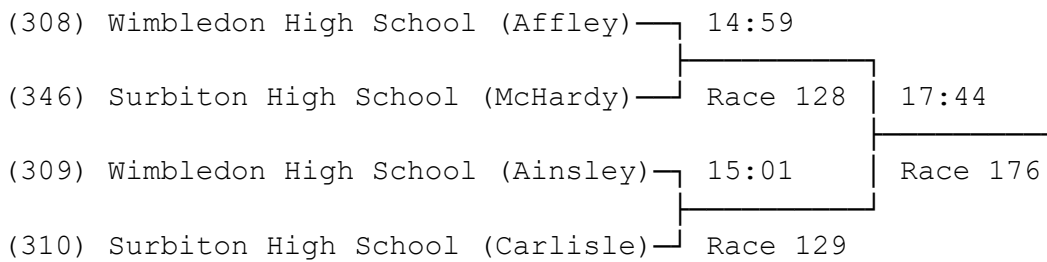 (308) Wimbledon High School (Affley) 14:59
(346) Surbiton High School (McHardy) Race 128 17:44
(309) Wimbledon High School (Ainsley) 15:01 Race 176
(310) Surbiton High School (Carlisle) Race 129